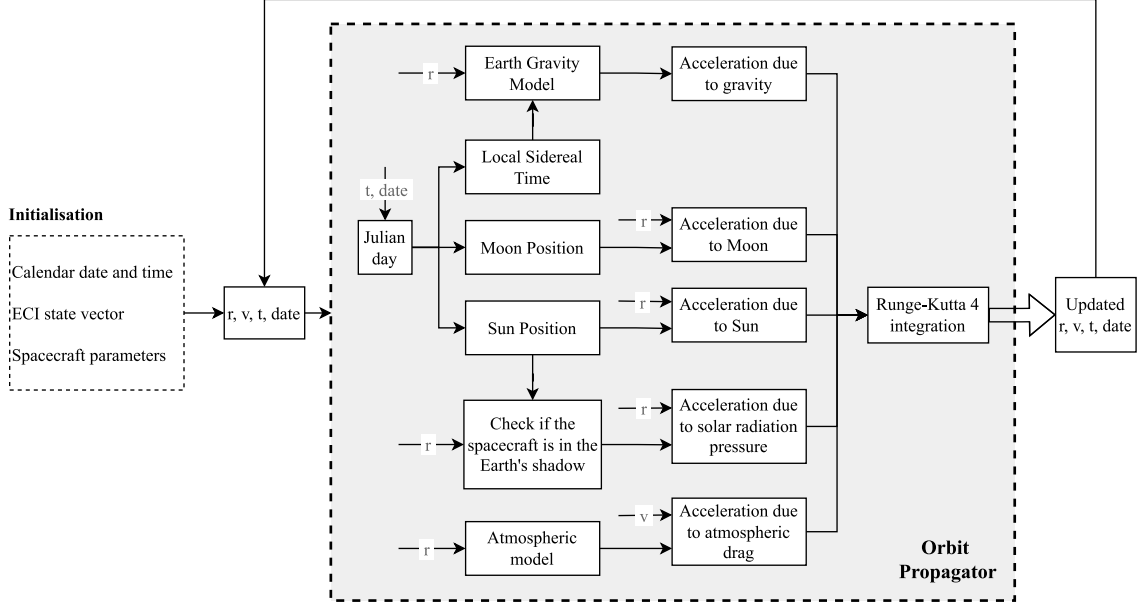 Initialisation
Calendar date and time
ECI state vector
Spacecraft parameters
r, v, t, date
t, date
Julian
day
r
Earth Gravity
Model
Local Sidereal
Time
Moon Position
Sun Position
r
Check if the
spacecraft is in the
Earth's shadow
r
Atmospheric
model
Acceleration due
to gravity
r
Acceleration due
to Moon
r
Acceleration due
to Sun
r
Acceleration due
to solar radiation
pressure
v
Acceleration due
to atmospheric
drag
Runge-Kutta 4
integration
Orbit
Propagator
Updated
r, v, t, date